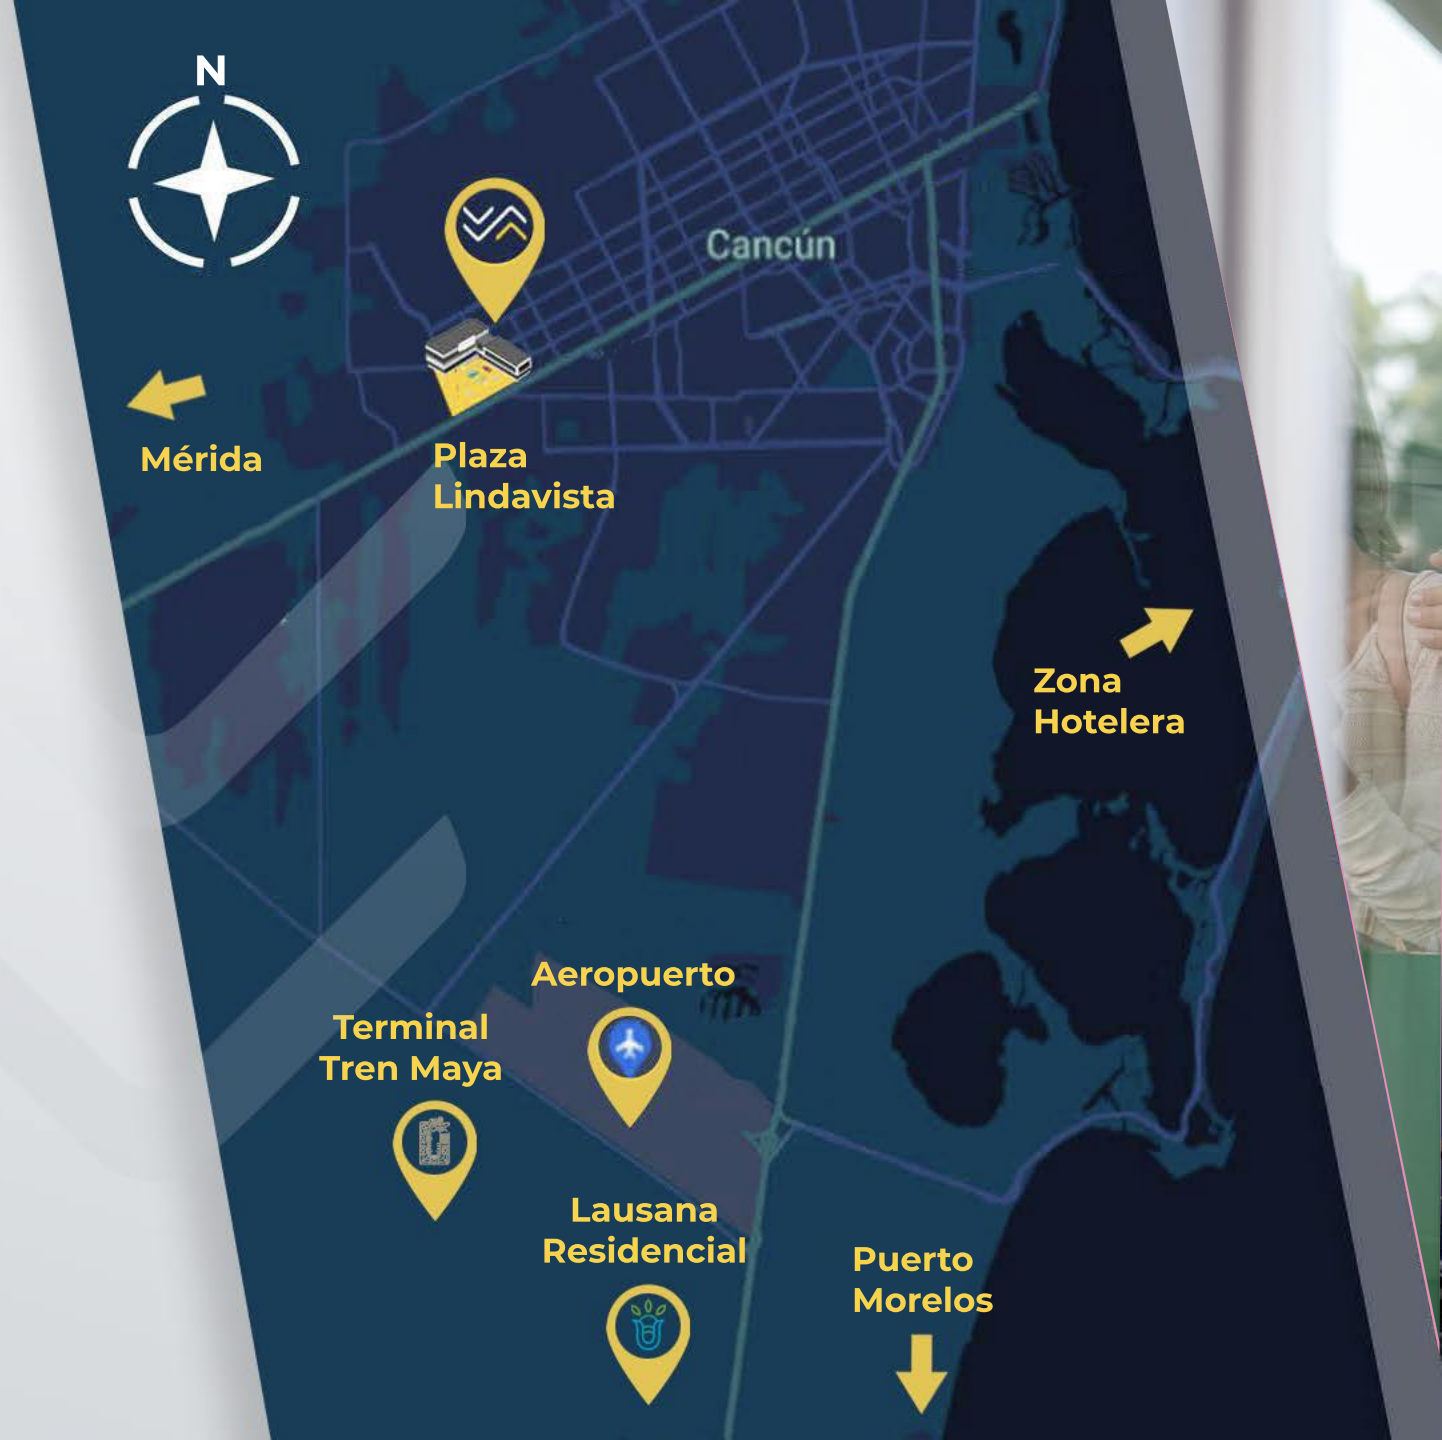 N
Cancún
Mérida
Plaza
Lindavista
Zona
Hotelera
Aeropuerto
Terminal
Tren Maya
Lausana
Residencial
Puerto
Morelos